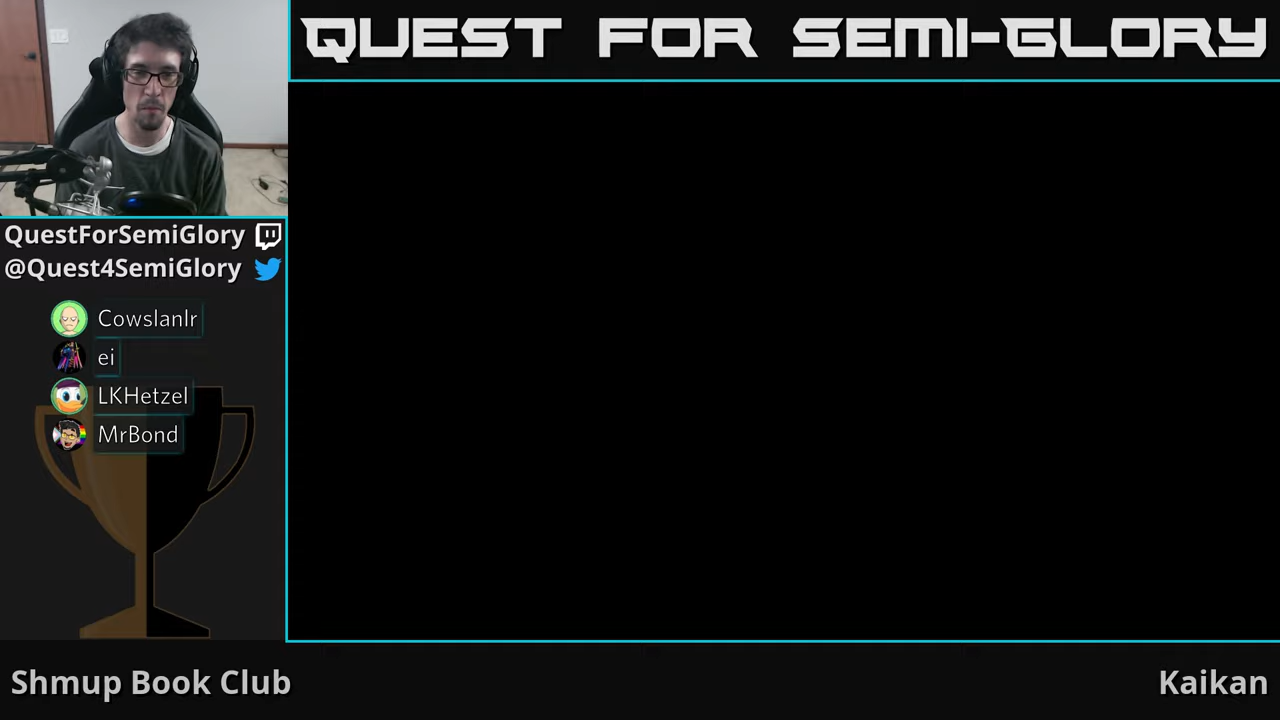 QUEST FOR SEMI-GLORY
QuestForSemiGlory
@Quest4SemiGlory
Cowslanlr
ei
LKHetzel
MrBond
Shmup Book Club
Kaikan